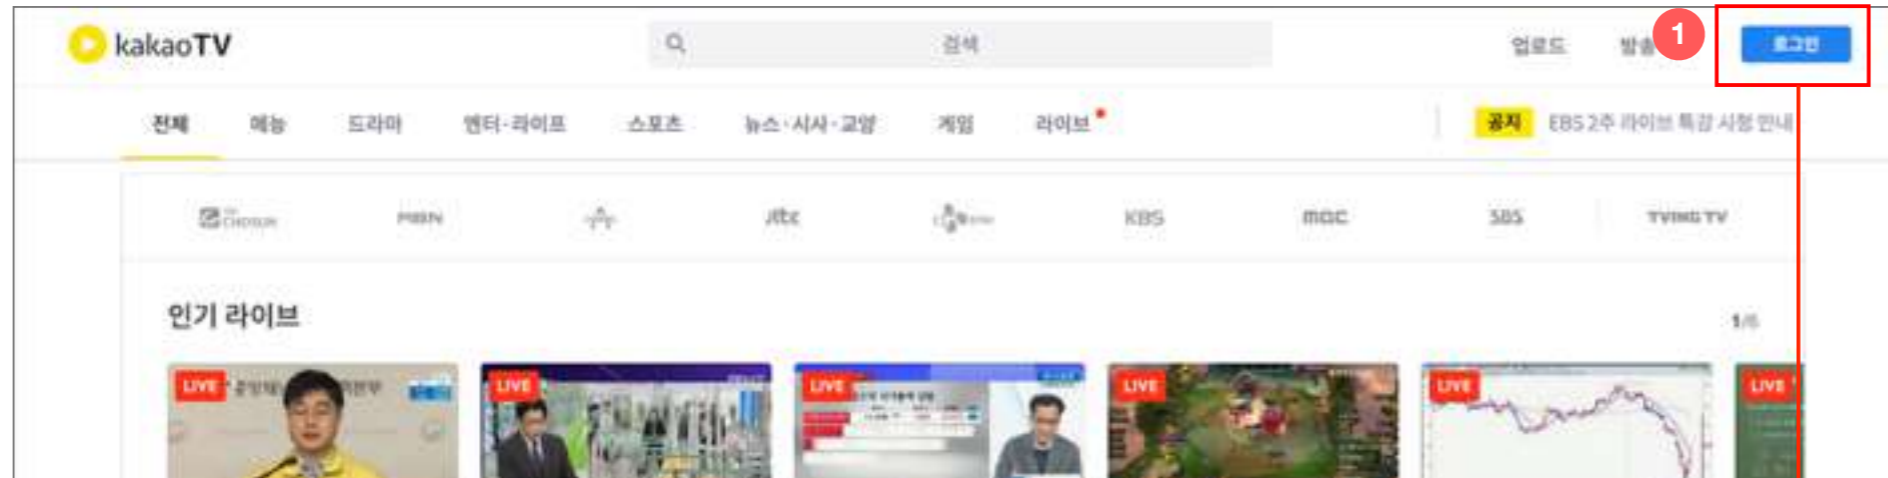 kakaoTV
검색
업로드
방송
1
로그인
전체
예능
드라마
엔터·라이프
스포츠
뉴스·시사·교양
게임
라이브
공지 EBS 2주 라이브 특강 시청 안내
CHOSUN
MBN
jtbc
KBS
MBC
SBS
TVING TV
인기 라이브
1/6
LIVE
LIVE
LIVE
LIVE
LIVE
LIVE